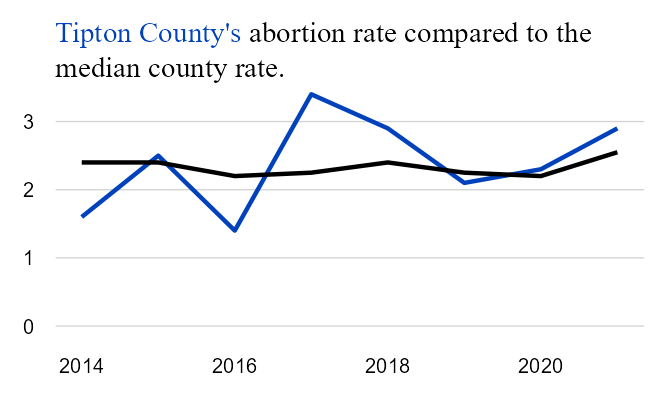 Tipton County's abortion rate compared to the
median county rate.
3
2
1
0
2014 2016 2018 2020